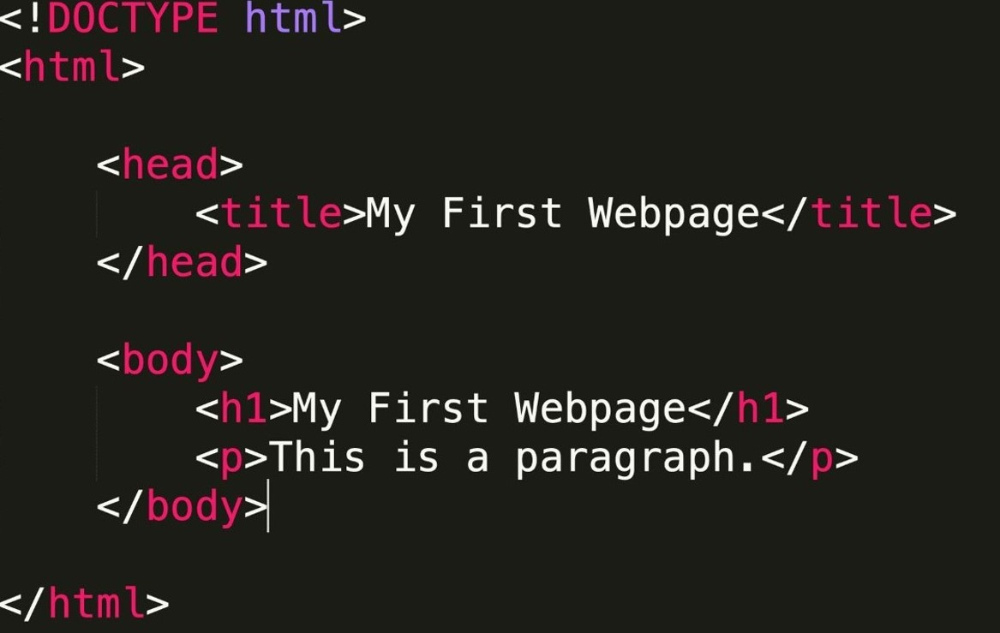 <!DOCTYPE html>
<html>
<head>
<title>My First Webpage</title>
</head>
<body>
<h1>My First Webpage</h1>
<p>This is a paragraph.</p>
</body>
</html>